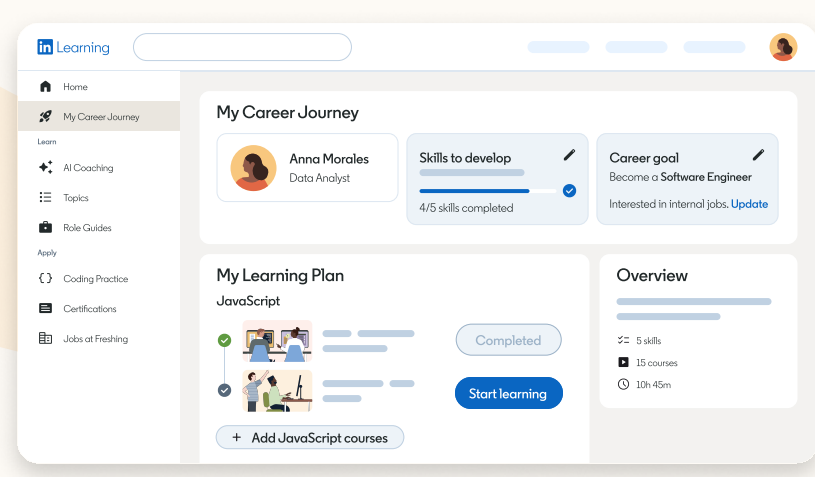 in Learning
Home
My Career Journey
Learn
AI Coaching
Topics
Role Guides
Apply
Coding Practice
Certifications
Jobs at Freshing
My Career Journey
Anna Morales
Data Analyst
Skills to develop
4/5 skills completed
Career goal
Become a Software Engineer
Interested in internal jobs. Update
My Learning Plan
JavaScript
Completed
Start learning
+ Add JavaScript courses
Overview
5 skills
15 courses
10h 45m